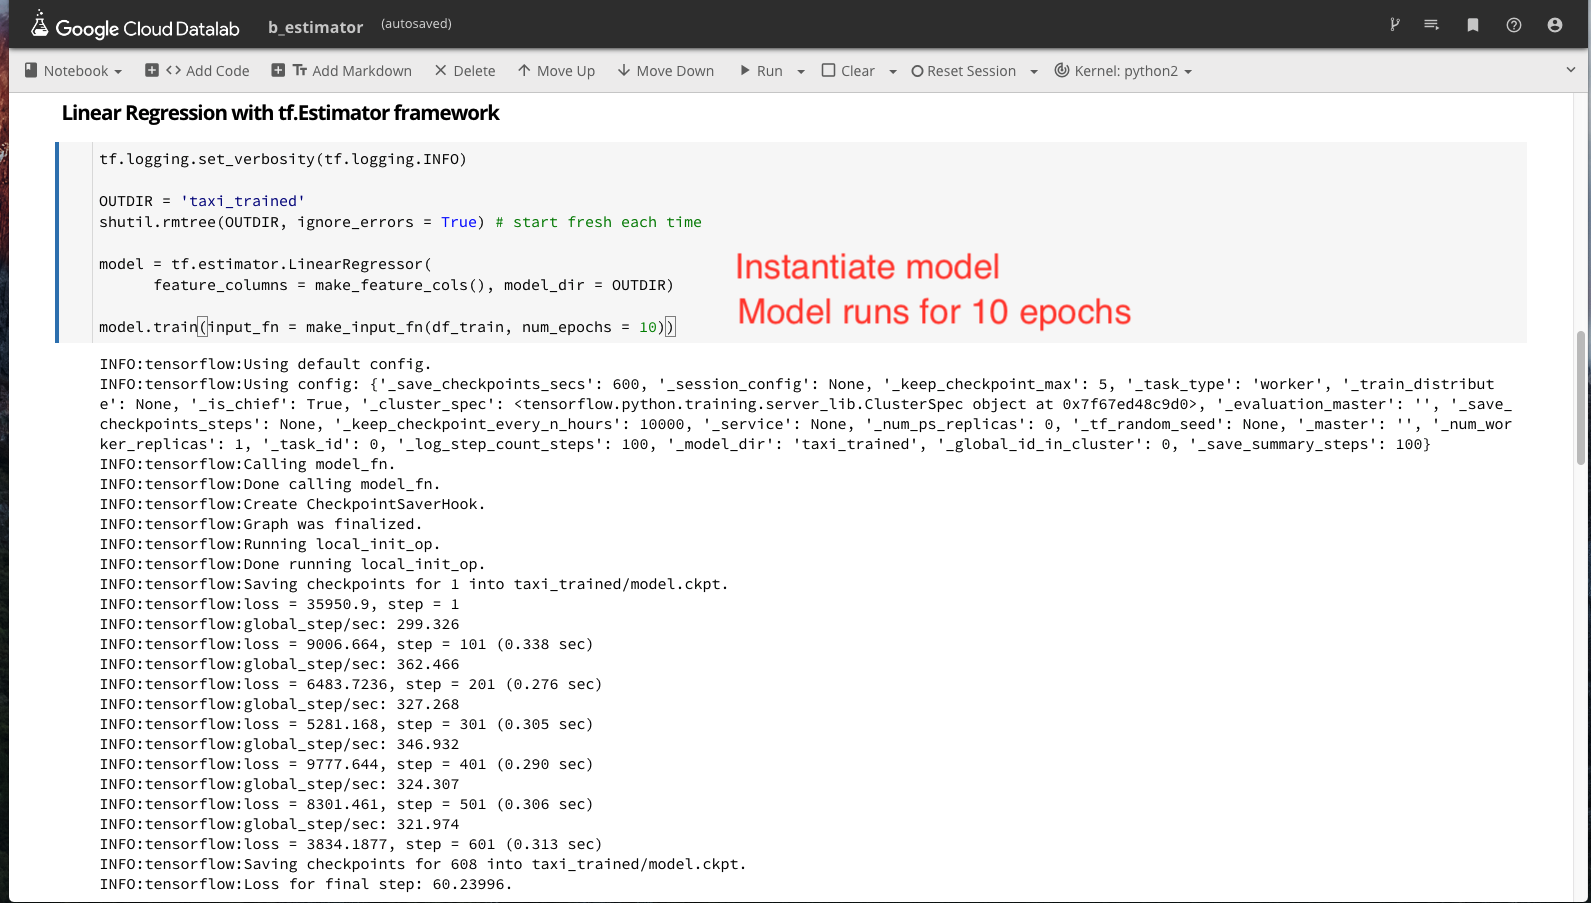 Google Cloud Datalab b_estimator (autosaved)
Notebook <> Add Code Tт Add Markdown Delete Move Up Move Down Run Clear Reset Session Kernel: python2
Linear Regression with tf.Estimator framework
tf.logging.set_verbosity(tf.logging.INFO)
OUTDIR = 'taxi_trained'
shutil.rmtree(OUTDIR, ignore_errors = True) # start fresh each time
model = tf.estimator.LinearRegressor(
feature_columns = make_feature_cols(), model_dir = OUTDIR)
Instantiate model
model.train(input_fn = make_input_fn(df_train, num_epochs = 10))
Model runs for 10 epochs
INFO:tensorflow:Using default config.
INFO:tensorflow:Using config: {'_save_checkpoints_secs': 600, '_session_config': None, '_keep_checkpoint_max': 5, '_task_type': 'worker', '_train_distribut
e': None, '_is_chief': True, '_cluster_spec': <tensorflow.python.training.server_lib.ClusterSpec object at 0x7f67ed48c9d0>, '_evaluation_master': '', '_save_
checkpoints_steps': None, '_keep_checkpoint_every_n_hours': 10000, '_service': None, '_num_ps_replicas': 0, '_tf_random_seed': None, '_master': '', '_num_wor
ker_replicas': 1, '_task_id': 0, '_log_step_count_steps': 100, '_model_dir': 'taxi_trained', '_global_id_in_cluster': 0, '_save_summary_steps': 100}
INFO:tensorflow:Calling model_fn.
INFO:tensorflow:Done calling model_fn.
INFO:tensorflow:Create CheckpointSaverHook.
INFO:tensorflow:Graph was finalized.
INFO:tensorflow:Running local_init_op.
INFO:tensorflow:Done running local_init_op.
INFO:tensorflow:Saving checkpoints for 1 into taxi_trained/model.ckpt.
INFO:tensorflow:loss = 35950.9, step = 1
INFO:tensorflow:global_step/sec: 299.326
INFO:tensorflow:loss = 9006.664, step = 101 (0.338 sec)
INFO:tensorflow:global_step/sec: 362.466
INFO:tensorflow:loss = 6483.7236, step = 201 (0.276 sec)
INFO:tensorflow:global_step/sec: 327.268
INFO:tensorflow:loss = 5281.168, step = 301 (0.305 sec)
INFO:tensorflow:global_step/sec: 346.932
INFO:tensorflow:loss = 9777.644, step = 401 (0.290 sec)
INFO:tensorflow:global_step/sec: 324.307
INFO:tensorflow:loss = 8301.461, step = 501 (0.306 sec)
INFO:tensorflow:global_step/sec: 321.974
INFO:tensorflow:loss = 3834.1877, step = 601 (0.313 sec)
INFO:tensorflow:Saving checkpoints for 608 into taxi_trained/model.ckpt.
INFO:tensorflow:Loss for final step: 60.23996.